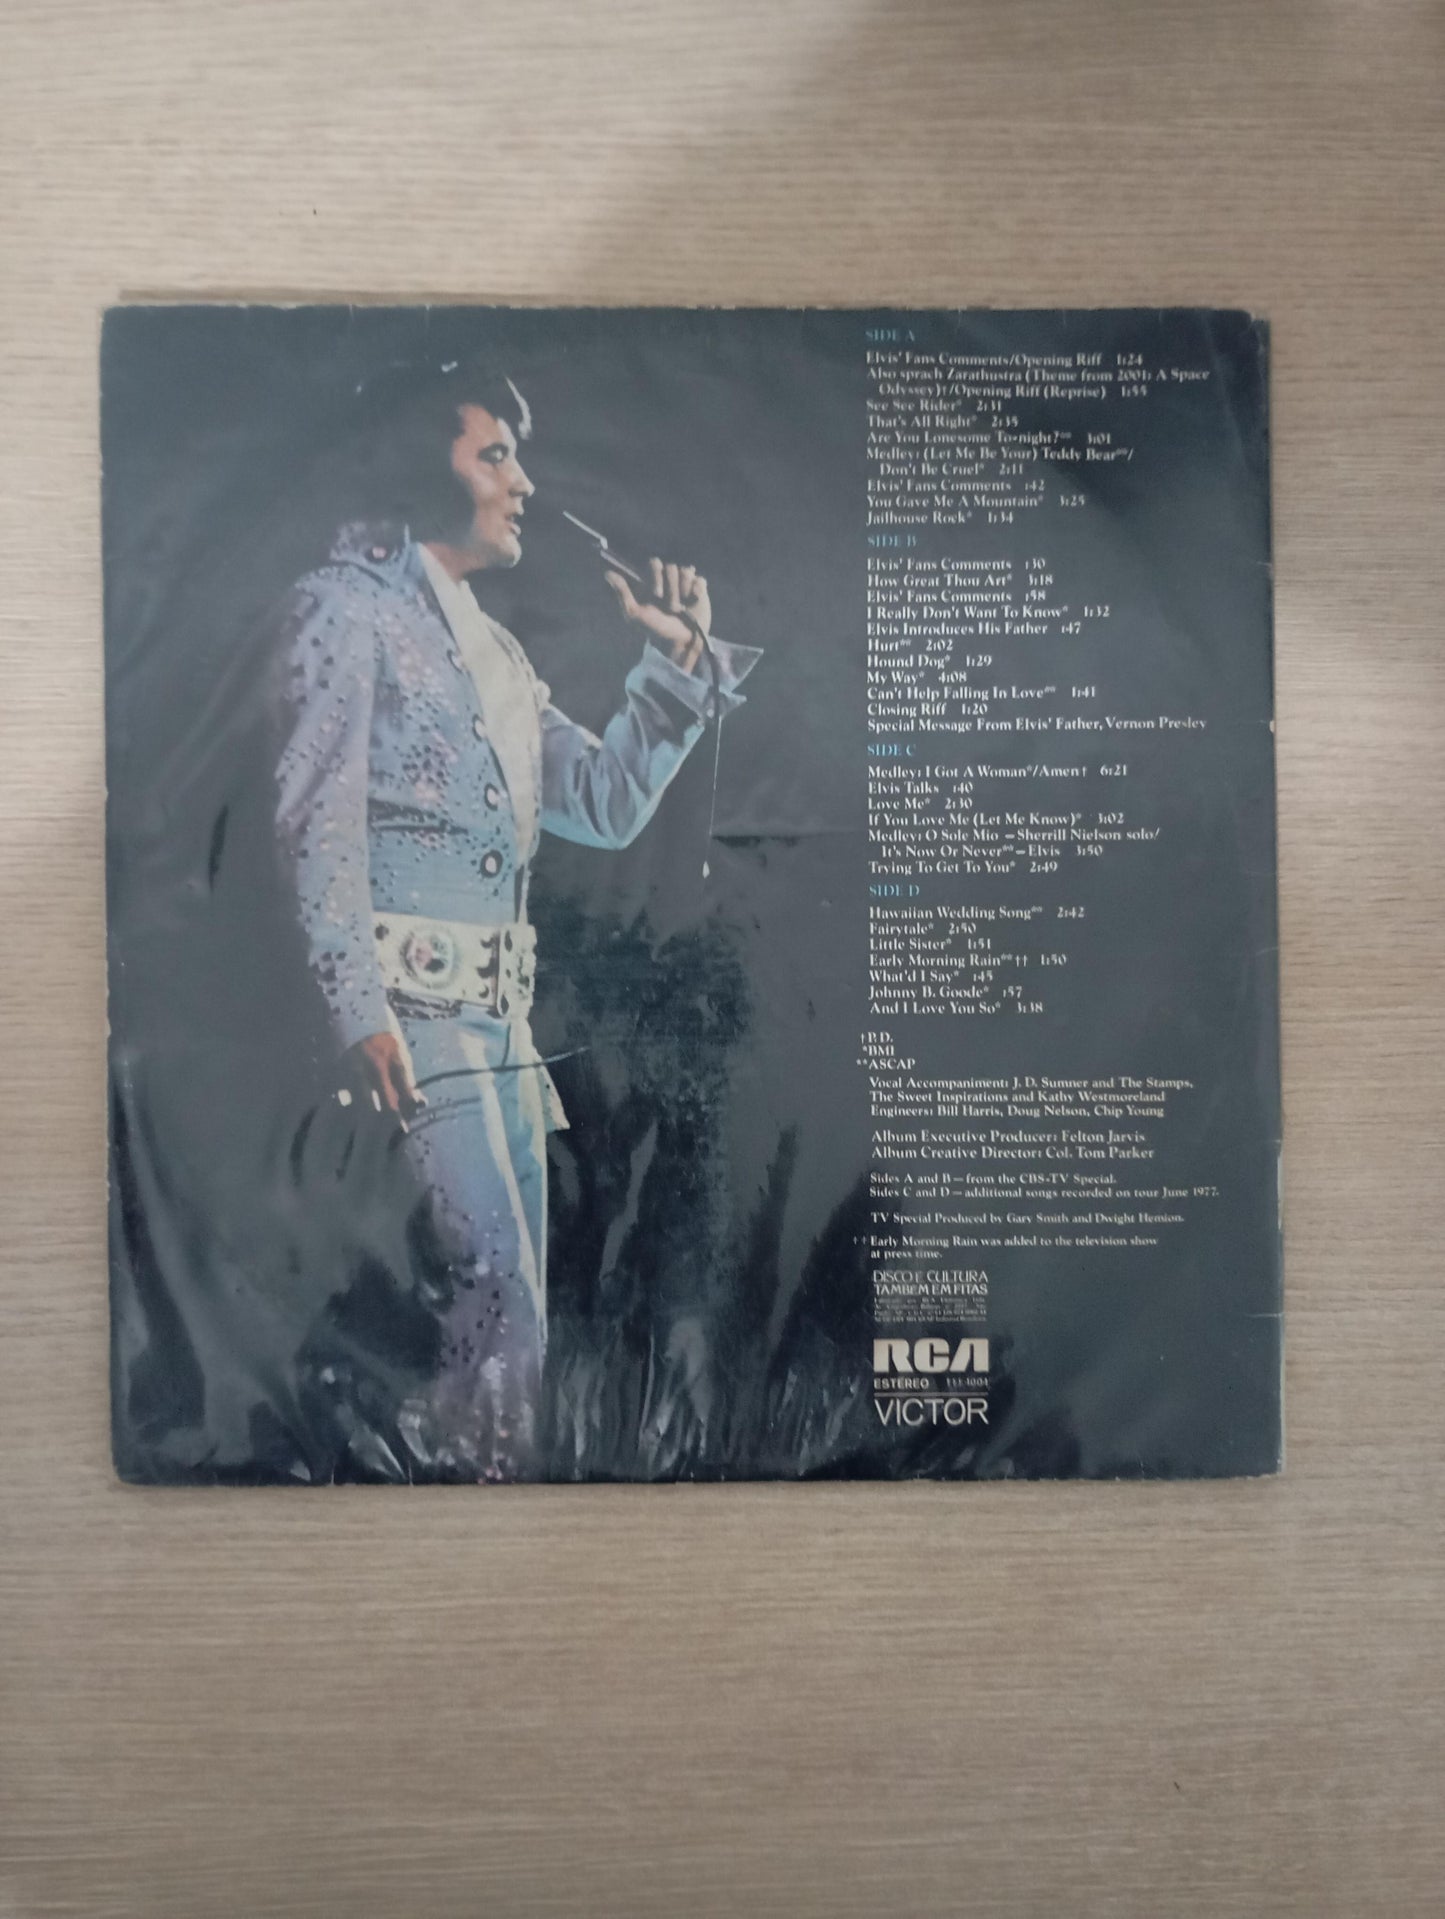 SIDE A
Elvis' Fans Comments/Opening Riff 1:24
Also sprach Zarathustra (Theme from 2001: A Space
Odyssey)†/Opening Riff (Reprise) 1:55
See See Rider* 2:31
That's All Right* 2:35
Are You Lonesome To-night?** 3:01
Medley: (Let Me Be Your) Teddy Bear**/
Don't Be Cruel* 2:11
Elvis' Fans Comments :42
You Gave Me A Mountain* 3:25
Jailhouse Rock* 1:34
SIDE B
Elvis' Fans Comments :30
How Great Thou Art* 3:18
Elvis' Fans Comments :58
I Really Don't Want To Know* 1:32
Elvis Introduces His Father :47
Hurt** 2:02
Hound Dog* 1:29
My Way* 4:08
Can't Help Falling In Love** 1:41
Closing Riff 1:20
Special Message From Elvis' Father, Vernon Presley
SIDE C
Medley: I Got A Woman*/Amen† 6:21
Elvis Talks :40
Love Me* 2:30
If You Love Me (Let Me Know)* 3:02
Medley: O Sole Mio – Sherrill Nielson solo/
It's Now Or Never** – Elvis 3:50
Trying To Get To You* 2:49
SIDE D
Hawaiian Wedding Song** 2:42
Fairytale* 2:50
Little Sister* 1:51
Early Morning Rain**†† 1:50
What'd I Say* :45
Johnny B. Goode* :57
And I Love You So* 3:38
†P.D.
*BMI
**ASCAP
Vocal Accompaniment: J. D. Sumner and The Stamps,
The Sweet Inspirations and Kathy Westmoreland
Engineers: Bill Harris, Doug Nelson, Chip Young
Album Executive Producer: Felton Jarvis
Album Creative Director: Col. Tom Parker
Sides A and B – from the CBS-TV Special.
Sides C and D – additional songs recorded on tour June 1977.
TV Special Produced by Gary Smith and Dwight Hemion.
††Early Morning Rain was added to the television show
at press time.
DISCO E CULTURA
TAMBEM EM FITAS
RCA
ESTÉREO
VICTOR